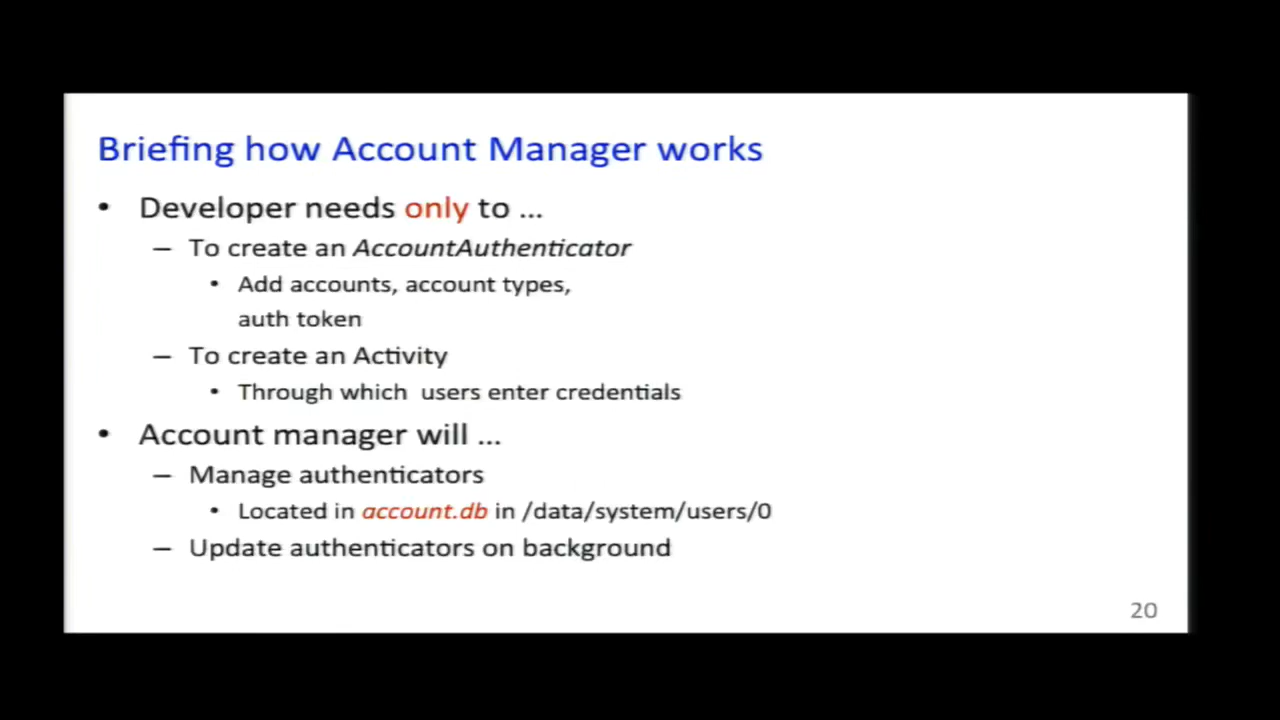 Briefing how Account Manager works
• Developer needs only to ...
– To create an AccountAuthenticator
• Add accounts, account types,
auth token
– To create an Activity
• Through which users enter credentials
• Account manager will ...
– Manage authenticators
• Located in account.db in /data/system/users/0
– Update authenticators on background
20